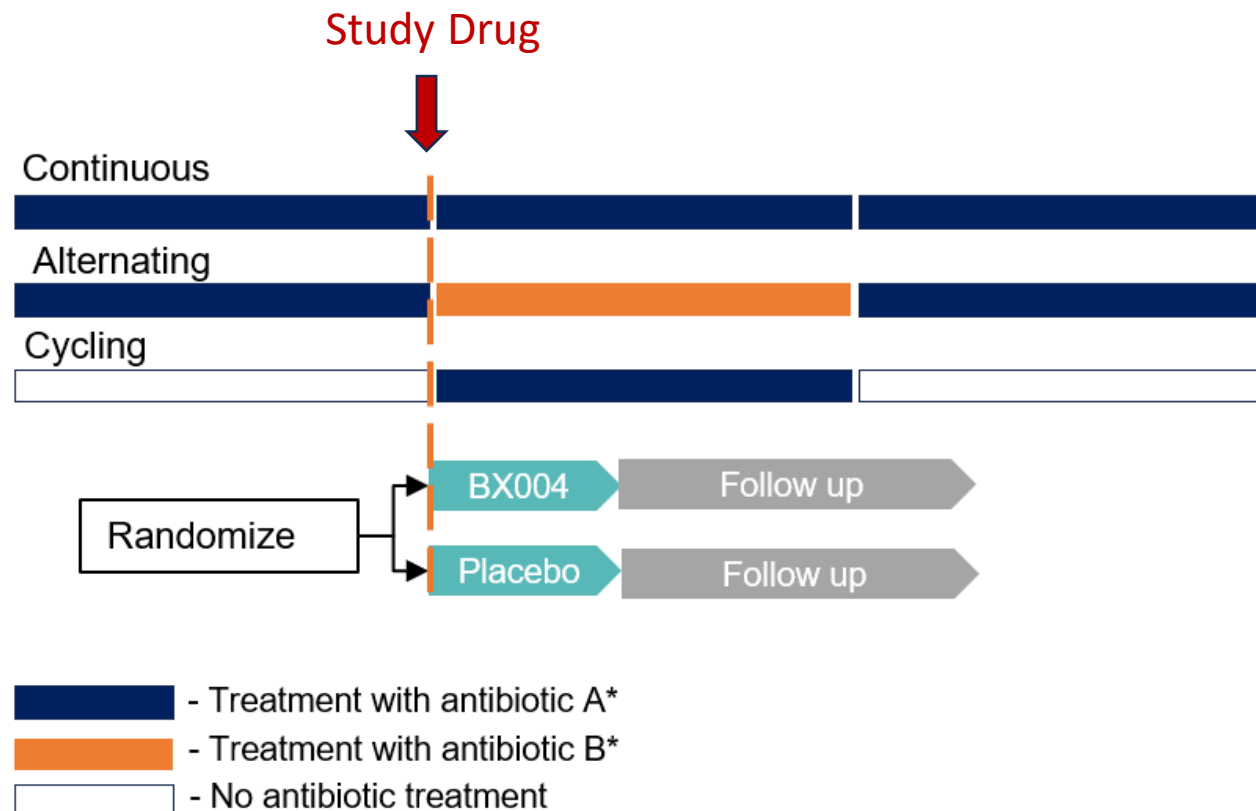 Study Drug
Continuous
Alternating
Cycling
BX004
Follow up
Randomize
Placebo
Follow up
- Treatment with antibiotic A*
- Treatment with antibiotic B*
- No antibiotic treatment